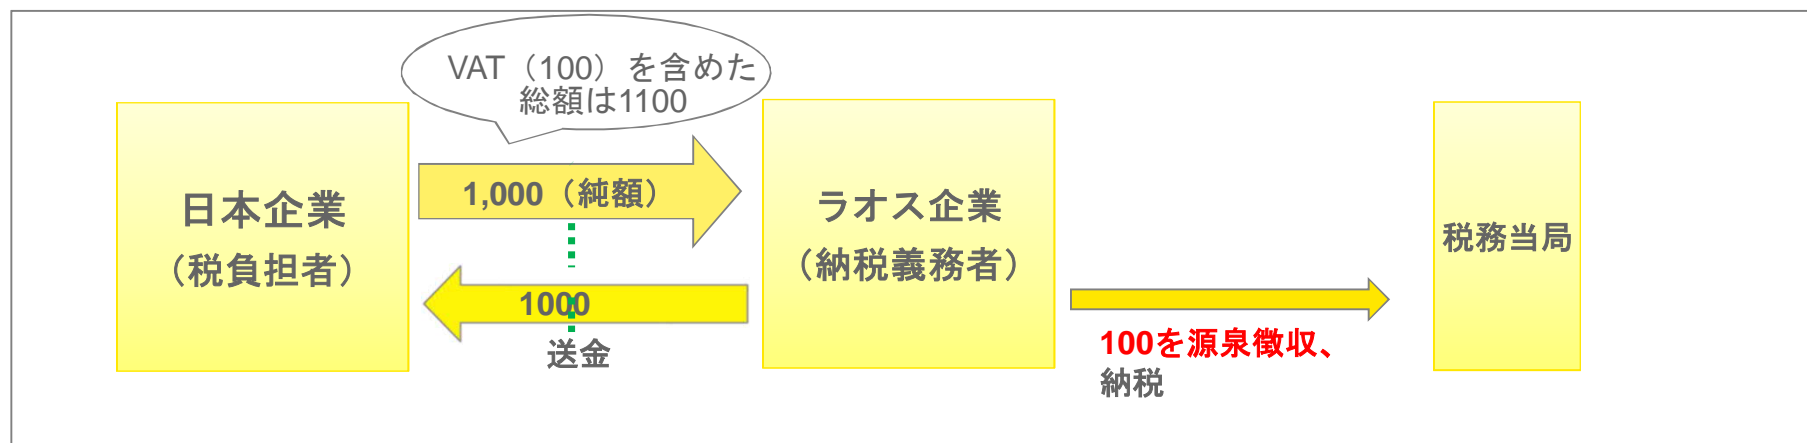 VAT（100）を含めた
総額は1100
日本企業
（税負担者）
1,000（純額）
1000
送金
ラオス企業
（納税義務者）
100を源泉徴収、
納税
税務当局